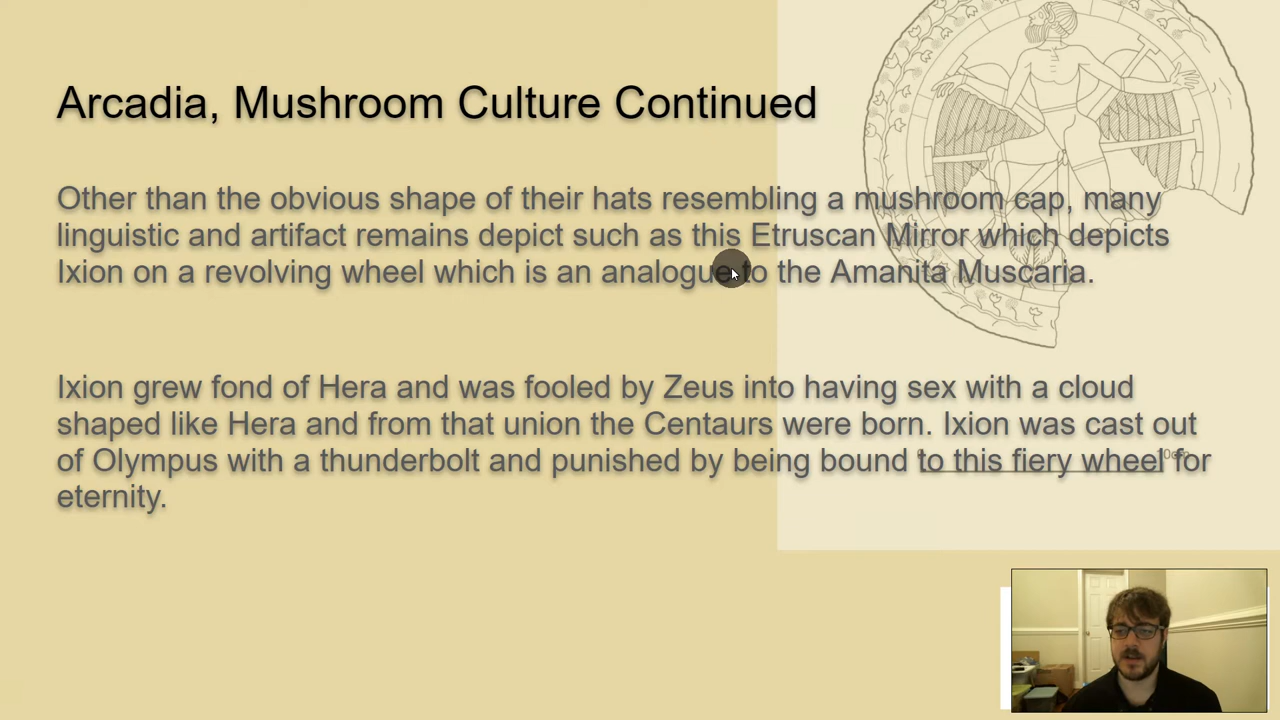 Arcadia, Mushroom Culture Continued
Other than the obvious shape of their hats resembling a mushroom cap, many
linguistic and artifact remains depict such as this Etruscan Mirror which depicts
Ixion on a revolving wheel which is an analogue to the Amanita Muscaria.
Ixion grew fond of Hera and was fooled by Zeus into having sex with a cloud
shaped like Hera and from that union the Centaurs were born. Ixion was cast out
of Olympus with a thunderbolt and punished by being bound to this fiery wheel for
eternity.